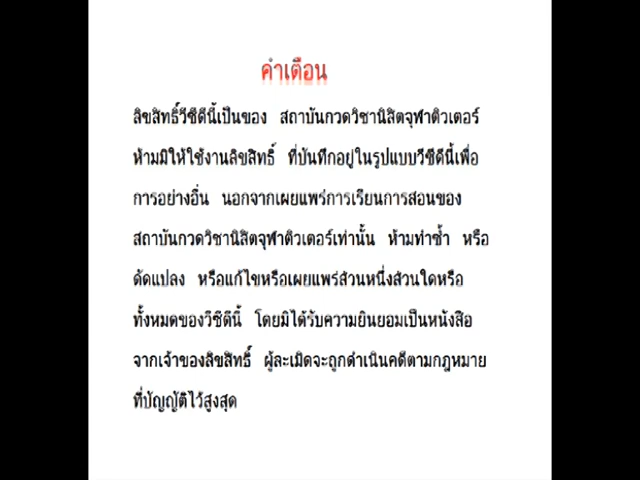 คำเตือน
ลิขสิทธิ์วีซีดีนี้เป็นของ สถาบันกวดวิชานิสิตจุฬาติวเตอร์
ห้ามมิให้ใช้งานลิขสิทธิ์ ที่บันทึกอยู่ในรูปแบบวีซีดีนี้เพื่อ
การอย่างอื่น นอกจากเผยแพร่การเรียนการสอนของ
สถาบันกวดวิชานิสิตจุฬาติวเตอร์เท่านั้น ห้ามทำซ้ำ หรือ
ดัดแปลง หรือแก้ไขหรือเผยแพร่ส่วนหนึ่งส่วนใดหรือ
ทั้งหมดของวีซีดีนี้ โดยมิได้รับความยินยอมเป็นหนังสือ
จากเจ้าของลิขสิทธิ์ ผู้ละเมิดจะถูกดำเนินคดีตามกฎหมาย
ที่บัญญัติไว้สูงสุด